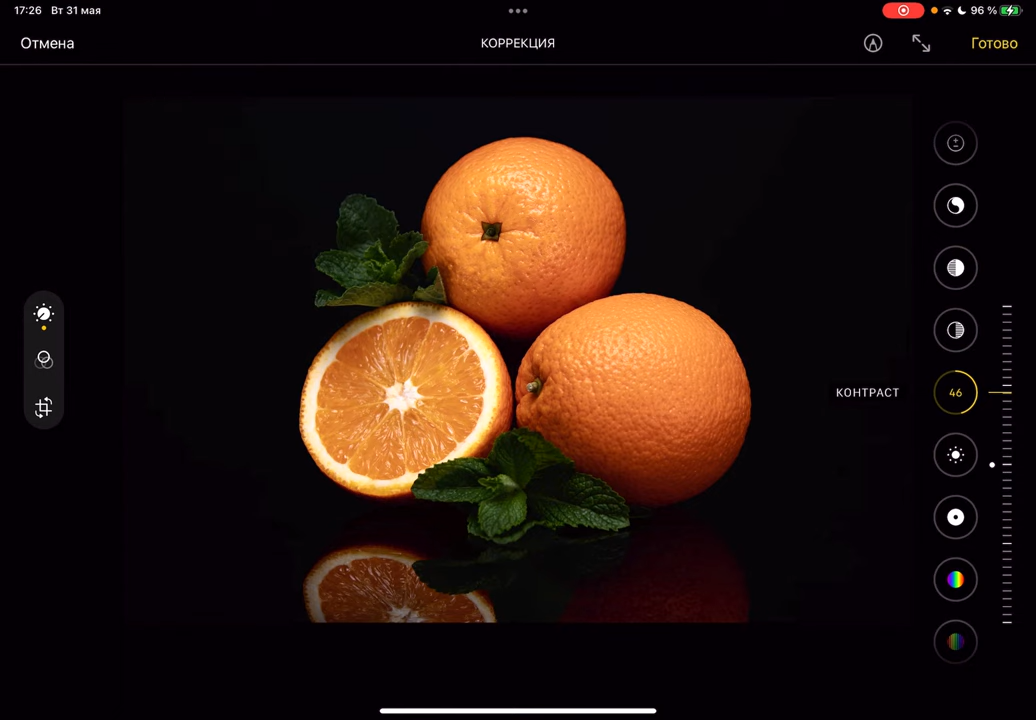 17:26 Вт 31 мая
96 %
Отмена
КОРРЕКЦИЯ
Готово
КОНТРАСТ
46